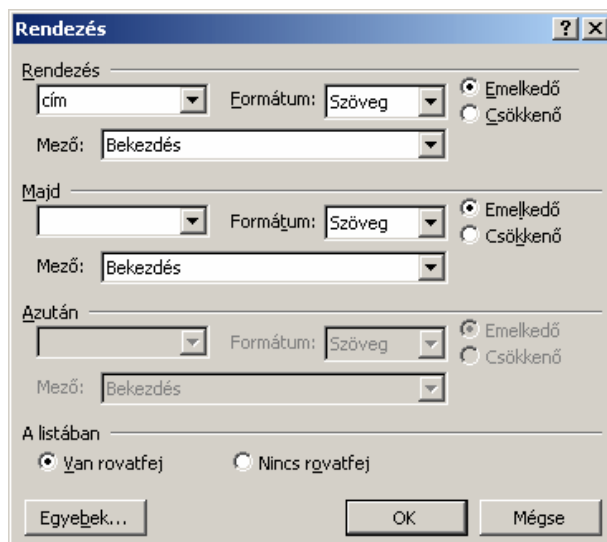 Rendezés
Rendezés
cím Formátum: Szöveg Emelkedő
Csökkenő
Mező: Bekezdés
Majd
Formátum: Szöveg Emelkedő
Csökkenő
Mező: Bekezdés
Azután
Formátum: Szöveg Emelkedő
Csökkenő
Mező: Bekezdés
A listában
Van rovatfej Nincs rovatfej
Egyebek... OK Mégse